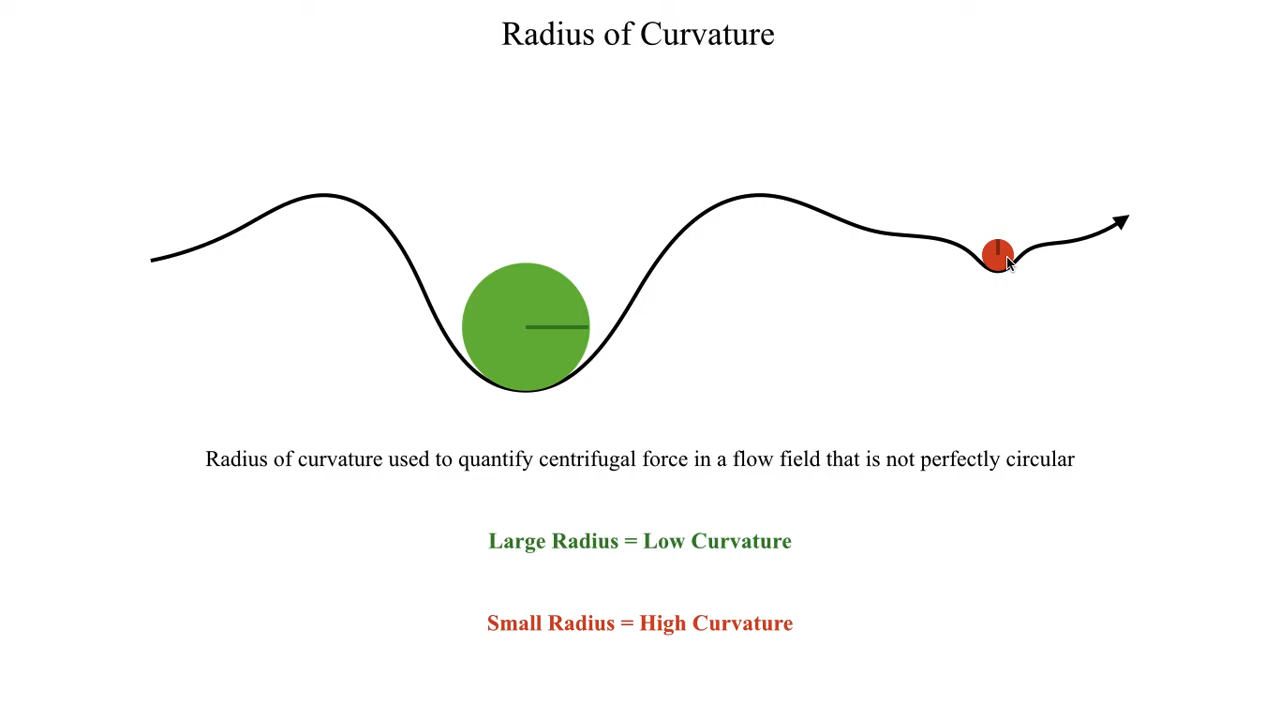 Radius of Curvature
Radius of curvature used to quantify centrifugal force in a flow field that is not perfectly circular
Large Radius = Low Curvature
Small Radius = High Curvature